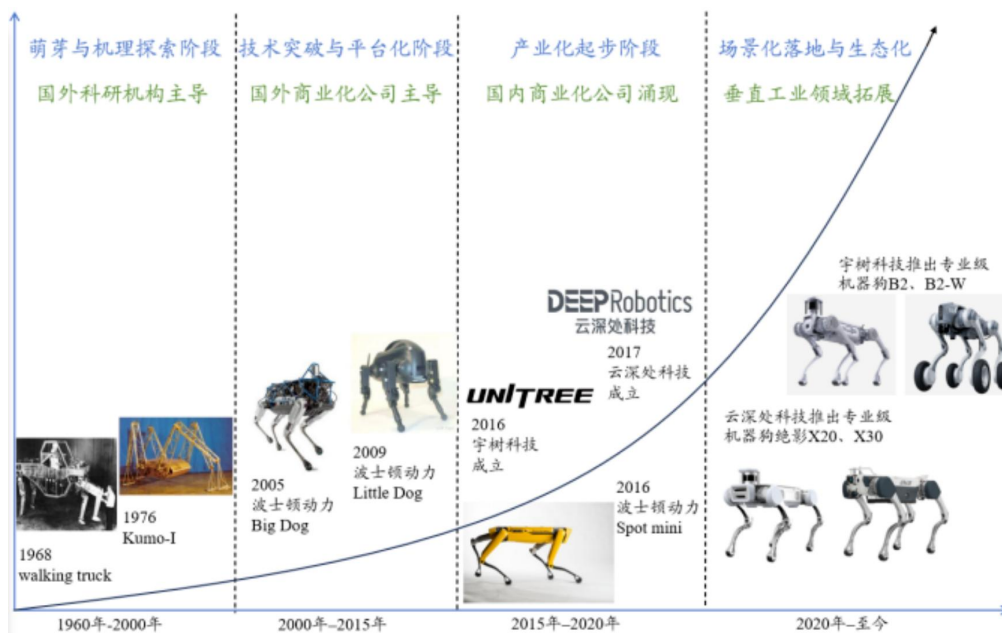 萌芽与机理探索阶段
国外科研机构主导
技术突破与平台化阶段
国外商业化公司主导
产业化起步阶段
国内商业化公司涌现
场景化落地与生态化
垂直工业领域拓展
1968
walking truck
1976
Kumo-I
2005
波士顿动力
Big Dog
2009
波士顿动力
Little Dog
UNITREE
2016
宇树科技
成立
DEEPRobotics
云深处科技
2017
云深处科技
成立
2016
波士顿动力
Spot mini
宇树科技推出专业级
机器狗B2、B2-W
云深处科技推出专业级
机器狗绝影X20、X30
1960年-2000年
2000年–2015年
2015年–2020年
2020年–至今